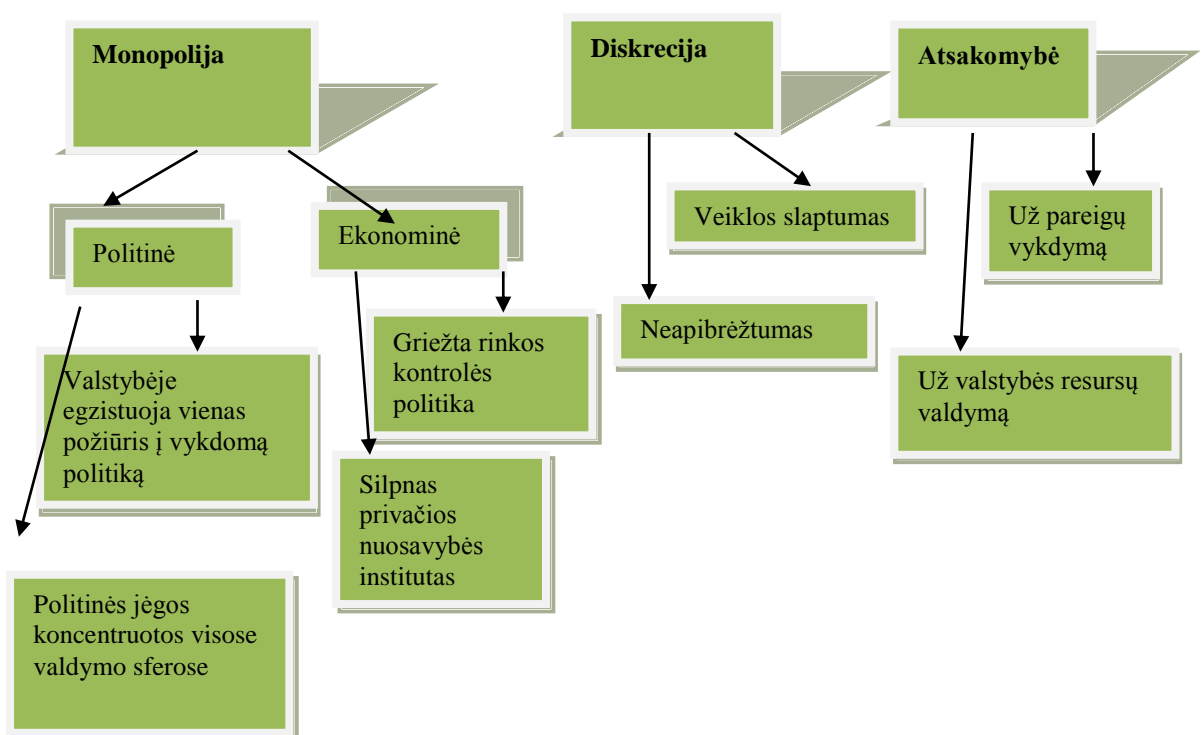 Monopolija
Diskrecija
Atsakomybė
Politinė
Ekonominė
Veiklos slaptumas
Už pareigų
vykdymą
Neapibrėžtumas
Griežta rinkos
kontrolės
politika
Valstybėje
egzistuoja vienas
požiūris į vykdomą
politiką
Už valstybės resursų
valdymą
Silpnas
privačios
nuosavybės
institutas
Politinės jėgos
koncentruotos visose
valdymo sferose